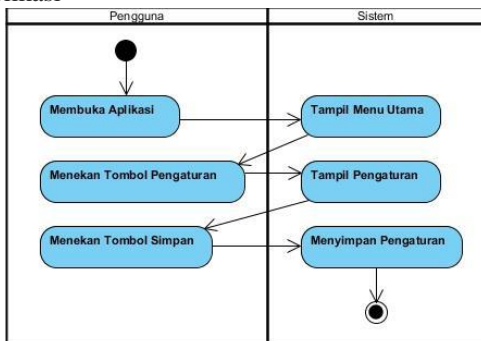 Pengguna
Sistem
Membuka Aplikasi
Tampil Menu Utama
Menekan Tombol Pengaturan
Tampil Pengaturan
Menekan Tombol Simpan
Menyimpan Pengaturan